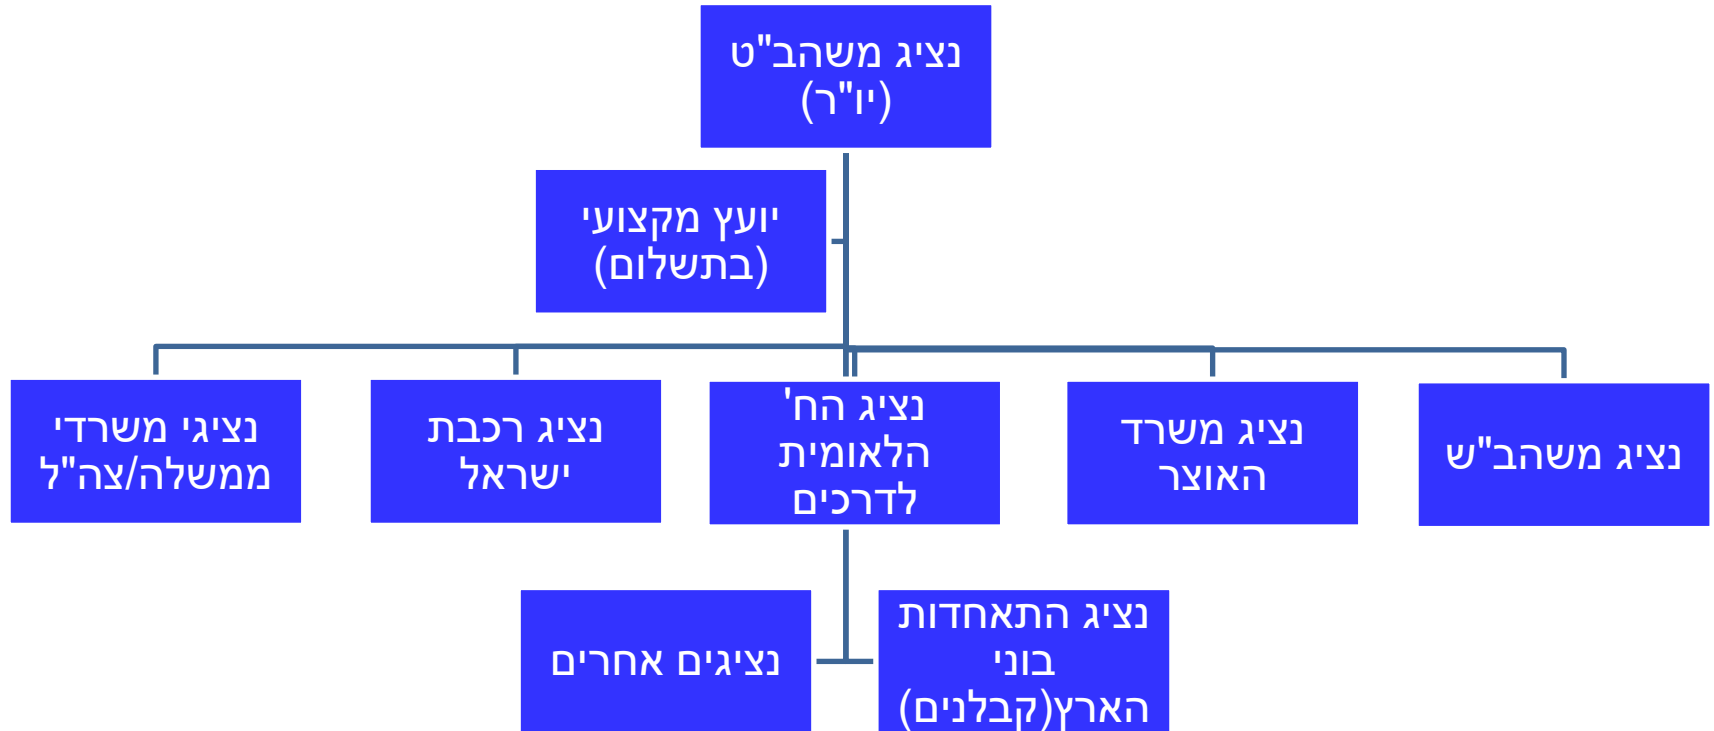 נציג משהב"ט
(יו"ר)
יועץ מקצועי
(בתשלום)
נציג משהב"ש
נציג משרד
האוצר
נציג הח'
הלאומית
לדרכים
נציג רכבת
ישראל
נציגי משרדי
ממשלה/צה"ל
נציג התאחדות
בוני
הארץ(קבלנים)
נציגים אחרים